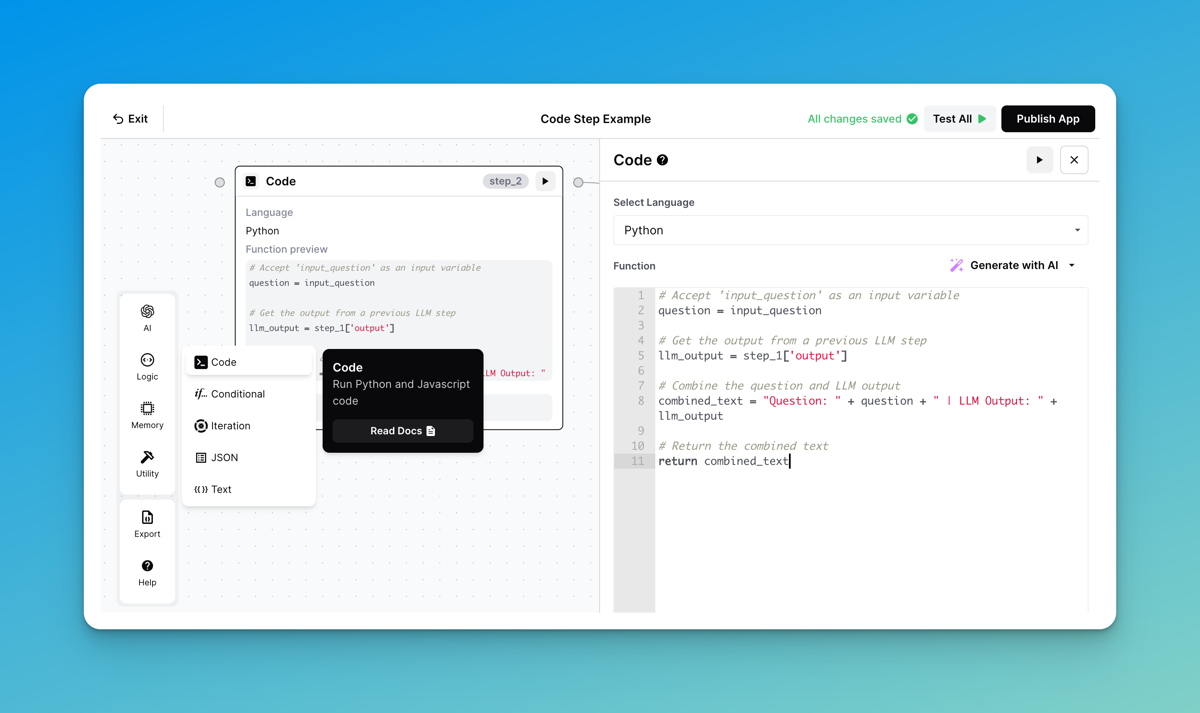 Exit
Code Step Example
All changes saved
Test All
Publish App
Code
step_2
Language
Python
Function preview
# Accept 'input_question' as an input variable
question = input_question
# Get the output from a previous LLM step
llm_output = step_1['output']
LLM Output: "
AI
Logic
Memory
Utility
Export
Help
Code
if... Conditional
Iteration
JSON
Text
Code
Run Python and Javascript
code
Read Docs
Code
Select Language
Python
Function
Generate with AI
1 # Accept 'input_question' as an input variable
2 question = input_question
3
4 # Get the output from a previous LLM step
5 llm_output = step_1['output']
6
7 # Combine the question and LLM output
8 combined_text = "Question: " + question + " | LLM Output: " +
llm_output
9
10 # Return the combined text
11 return combined_text